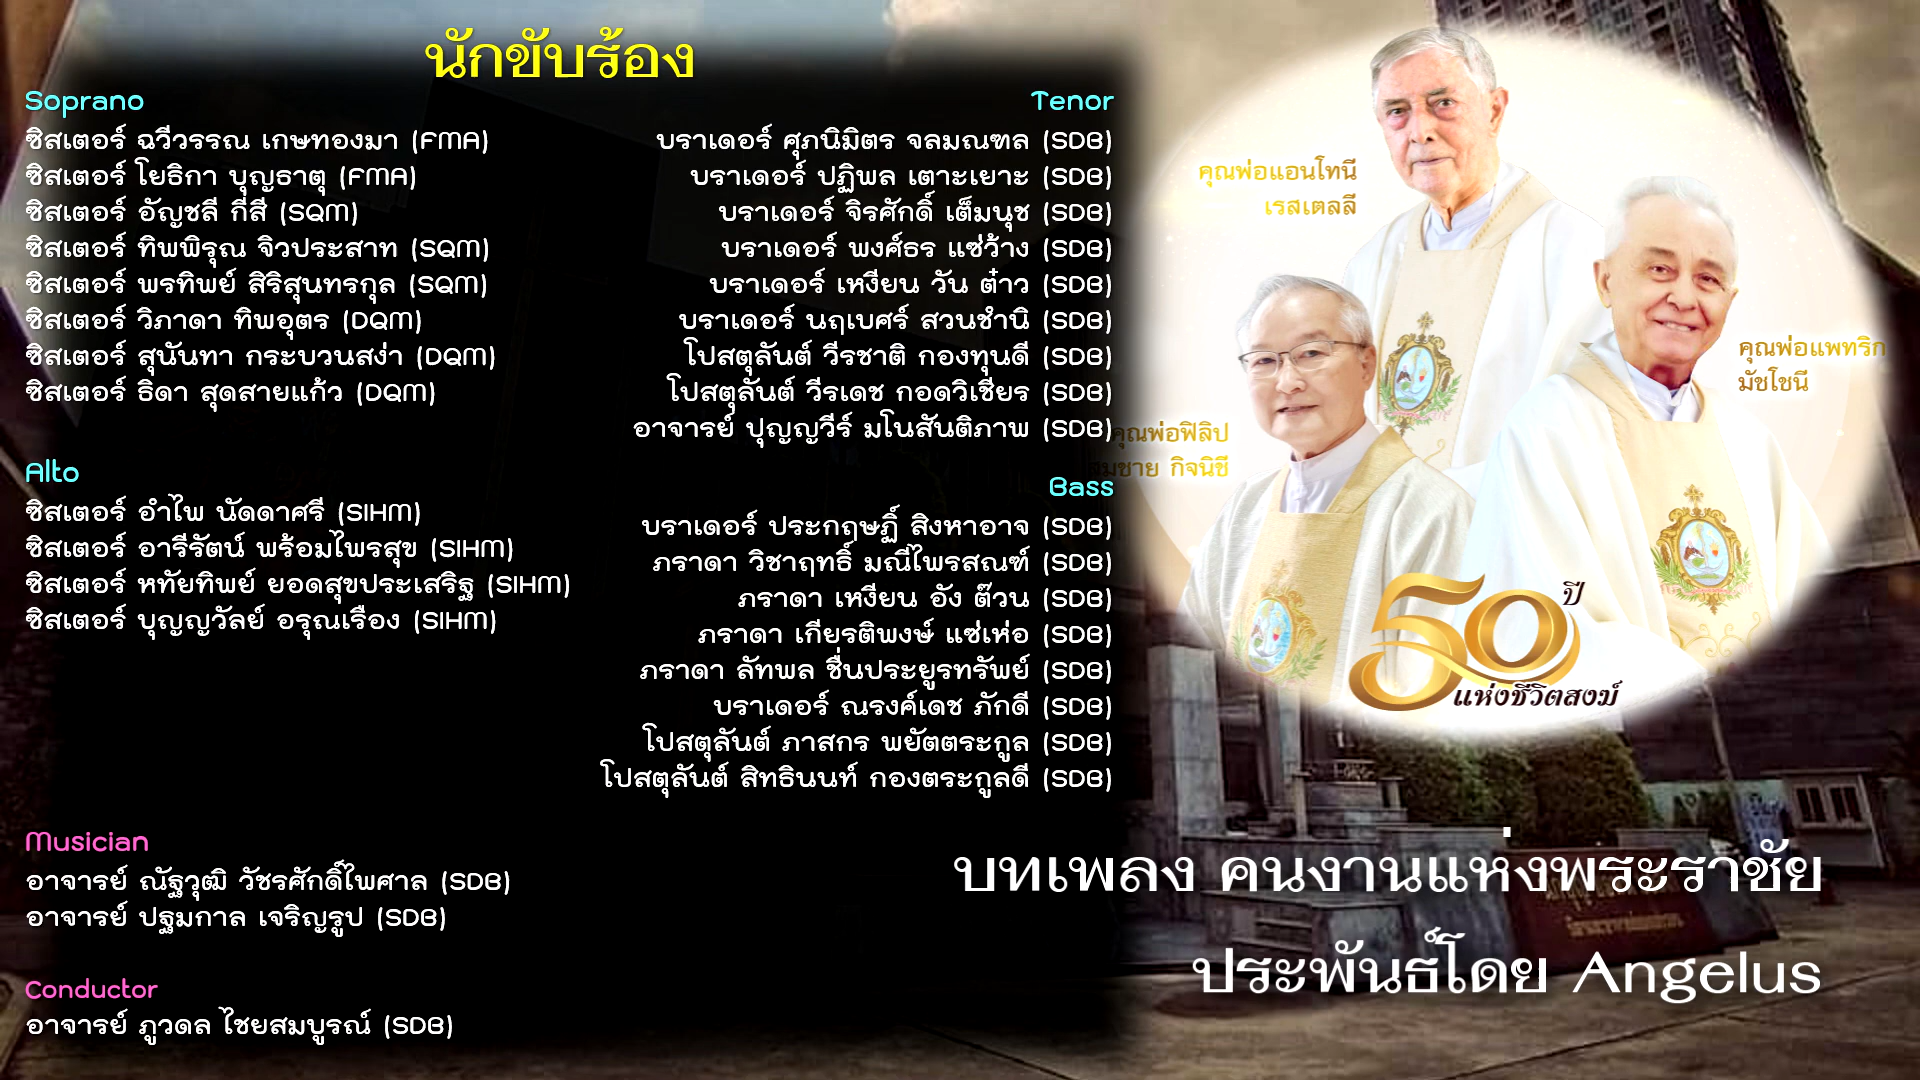 นักขับร้อง
Soprano
ซิสเตอร์ ฉวีวรรณ เกษทองมา (FMA)
ซิสเตอร์ โยธิกา บุญธาตุ (FMA)
ซิสเตอร์ อัญชลี กี่สี (SQM)
ซิสเตอร์ ทิพพิรุณ จิวประสาท (SQM)
ซิสเตอร์ พรทิพย์ สิริสุนทรกุล (SQM)
ซิสเตอร์ วิภาดา ทิพอุตร (DQM)
ซิสเตอร์ สุนันทา กระบวนสง่า (DQM)
ซิสเตอร์ ธิดา สุดสายแก้ว (DQM)
Alto
ซิสเตอร์ อำไพ นัดดาศรี (SIHM)
ซิสเตอร์ อารีรัตน์ พร้อมไพรสุข (SIHM)
ซิสเตอร์ หทัยทิพย์ ยอดสุขประเสริฐ (SIHM)
ซิสเตอร์ บุญญวัลย์ อรุณเรือง (SIHM)
Musician
อาจารย์ ณัฐวุฒิ วัชรศักดิ์ไพศาล (SDB)
อาจารย์ ปฐมกาล เจริญรูป (SDB)
Conductor
อาจารย์ ภูวดล ไชยสมบูรณ์ (SDB)
Tenor
บราเดอร์ ศุภนิมิตร จลมณฑล (SDB)
บราเดอร์ ปฏิพล เตาะเยาะ (SDB)
บราเดอร์ จิรศักดิ์ เต็มนุช (SDB)
บราเดอร์ พงศ์ธร แซ่ว้าง (SDB)
บราเดอร์ เหงียน วัน ต๋าว (SDB)
บราเดอร์ นฤเบศร์ สวนชำนิ (SDB)
โปสตุลันต์ วีรชาติ กองทุนดี (SDB)
โปสตุลันต์ วีรเดช กอดวิเชียร (SDB)
อาจารย์ ปุญญวีร์ มโนสันติภาพ (SDB)
Bass
บราเดอร์ ประกฤษฏิ์ สิงหาอาจ (SDB)
ภราดา วิชาฤทธิ์ มณีไพรสณฑ์ (SDB)
ภราดา เหงียน อัง ต๊วน (SDB)
ภราดา เกียรติพงษ์ แซ่เห่อ (SDB)
ภราดา ลัทพล ชื่นประยูรทรัพย์ (SDB)
บราเดอร์ ณรงค์เดช ภักดี (SDB)
โปสตุลันต์ ภาสกร พยัตตระกูล (SDB)
โปสตุลันต์ สิทธินนท์ กองตระกูลดี (SDB)
คุณพ่อแอนโทนี
เรสเตลลี
คุณพ่อแพทริก
มัชโชนี
คุณพ่อฟิลิป
สมชาย กิจนิชี
50 ปี
แห่งชีวิตสงฆ์
บทเพลง คนงานแห่งพระราชัย
ประพันธ์โดย Angelus